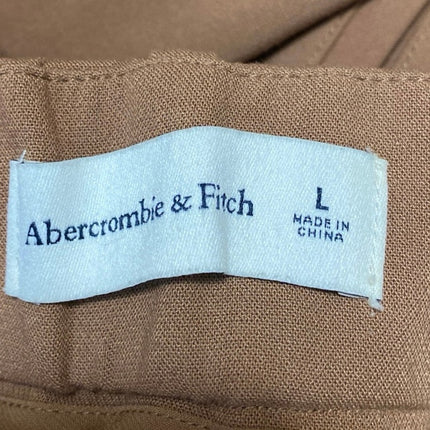 Abercrombie & Fitch
L
MADE IN
CHINA